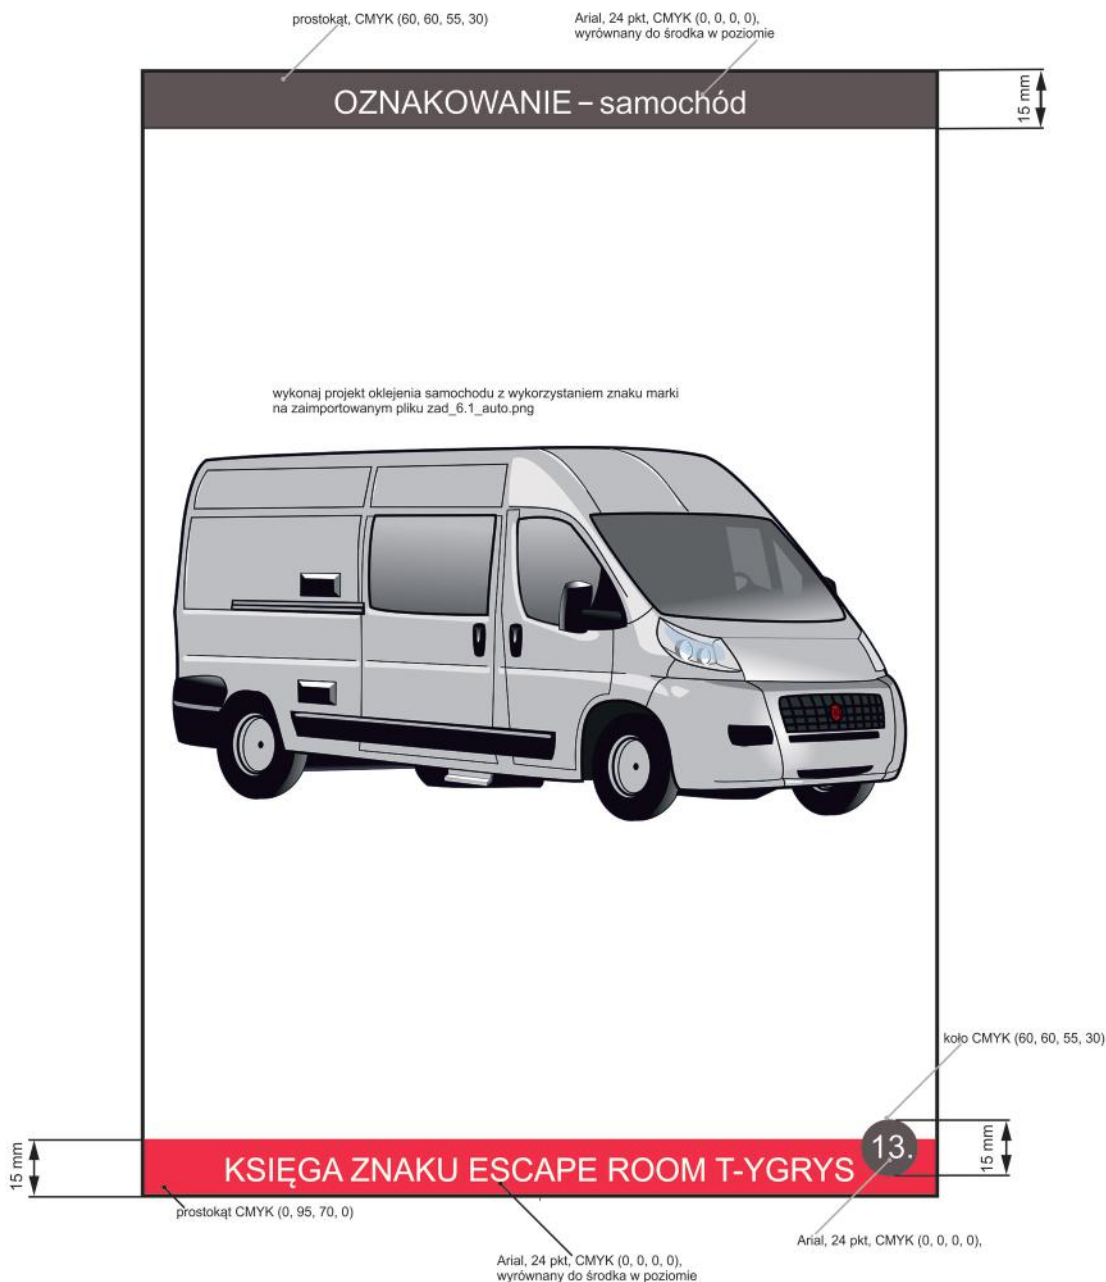 prostokąt, CMYK (60, 60, 55, 30)
Arial, 24 pkt, CMYK (0, 0, 0, 0),
wyrównany do środka w poziomie
OZNAKOWANIE – samochód
15 mm
wykonaj projekt oklejenia samochodu z wykorzystaniem znaku marki
na zaimportowanym pliku zad_6.1_auto.png
koło CMYK (60, 60, 55, 30)
13.
15 mm
15 mm
KSIĘGA ZNAKU ESCAPE ROOM T-YGRYS
prostokąt CMYK (0, 95, 70, 0)
Arial, 24 pkt, CMYK (0, 0, 0, 0),
Arial, 24 pkt, CMYK (0, 0, 0, 0),
wyrównany do środka w poziomie